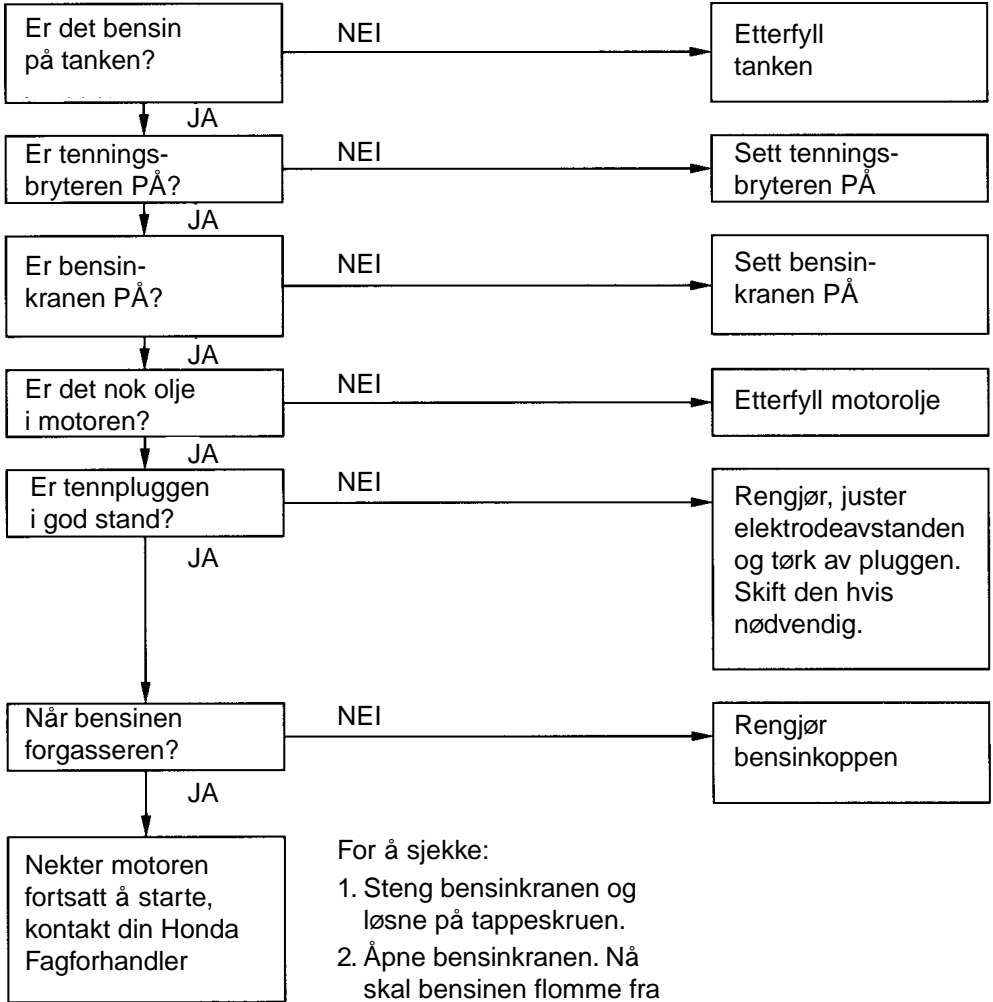 Er det bensin
på tanken?
NEI
Etterfyll
tanken
JA
Er tennings-
bryteren PÅ?
NEI
Sett tennings-
bryteren PÅ
JA
Er bensin-
kranen PÅ?
NEI
Sett bensin-
kranen PÅ
JA
Er det nok olje
i motoren?
NEI
Etterfyll motorolje
JA
Er tennpluggen
i god stand?
NEI
Rengjør, juster
elektrodeavstanden
og tørk av pluggen.
Skift den hvis
nødvendig.
JA
Når bensinen
forgasseren?
NEI
Rengjør
bensinkoppen
JA
Nekter motoren
fortsatt å starte,
kontakt din Honda
Fagforhandler
For å sjekke:
1. Steng bensinkranen og
løsne på tappeskruen.
2. Åpne bensinkranen. Nå
skal bensinen flomme fra